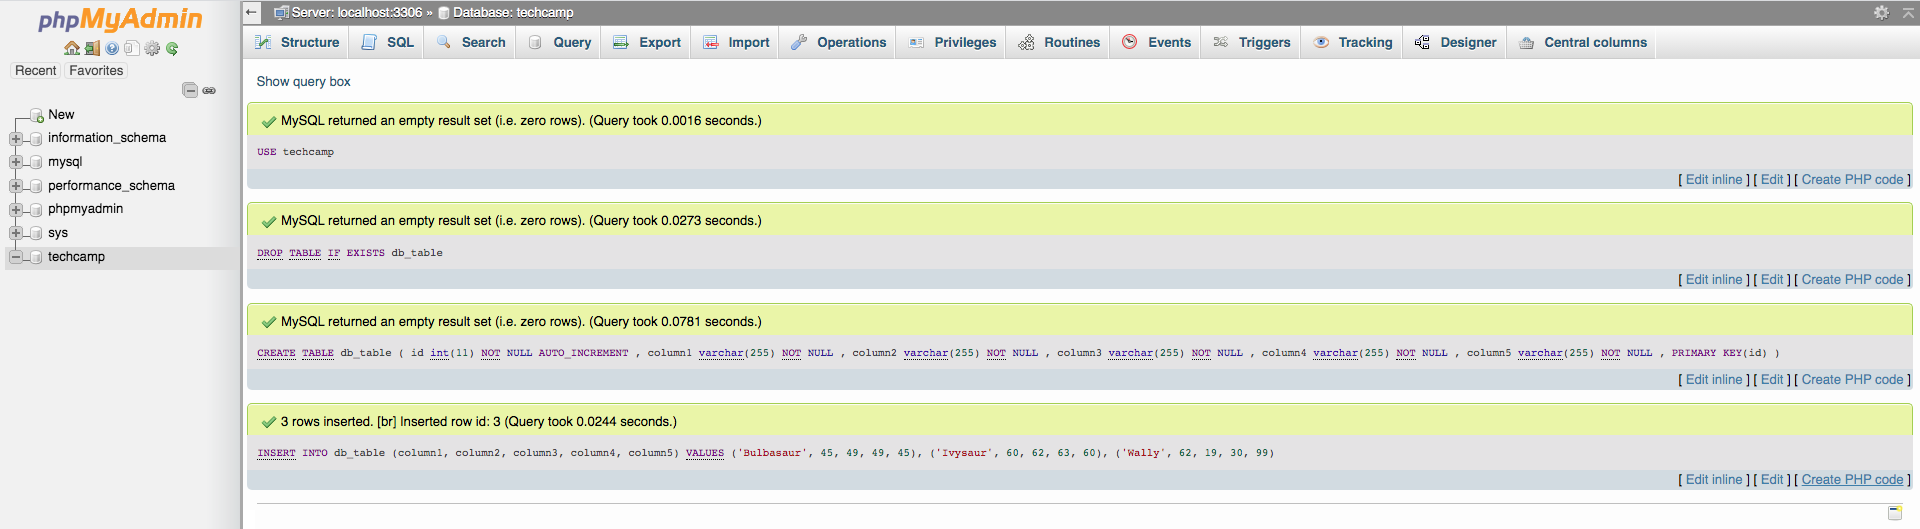 phpMyAdmin
Recent Favorites
New
information_schema
mysql
performance_schema
phpmyadmin
sys
techcamp
Server: localhost:3306 » Database: techcamp
Structure SQL Search Query Export Import Operations Privileges Routines Events Triggers Tracking Designer Central columns
Show query box
MySQL returned an empty result set (i.e. zero rows). (Query took 0.0016 seconds.)
USE techcamp
[ Edit inline ] [ Edit ] [ Create PHP code ]
MySQL returned an empty result set (i.e. zero rows). (Query took 0.0273 seconds.)
DROP TABLE IF EXISTS db_table
[ Edit inline ] [ Edit ] [ Create PHP code ]
MySQL returned an empty result set (i.e. zero rows). (Query took 0.0781 seconds.)
CREATE TABLE db_table ( id int(11) NOT NULL AUTO_INCREMENT , column1 varchar(255) NOT NULL , column2 varchar(255) NOT NULL , column3 varchar(255) NOT NULL , column4 varchar(255) NOT NULL , column5 varchar(255) NOT NULL , PRIMARY KEY(id) )
[ Edit inline ] [ Edit ] [ Create PHP code ]
3 rows inserted. [br] Inserted row id: 3 (Query took 0.0244 seconds.)
INSERT INTO db_table (column1, column2, column3, column4, column5) VALUES ('Bulbasaur', 45, 49, 49, 45), ('Ivysaur', 60, 62, 63, 60), ('Wally', 62, 19, 30, 99)
[ Edit inline ] [ Edit ] [ Create PHP code ]